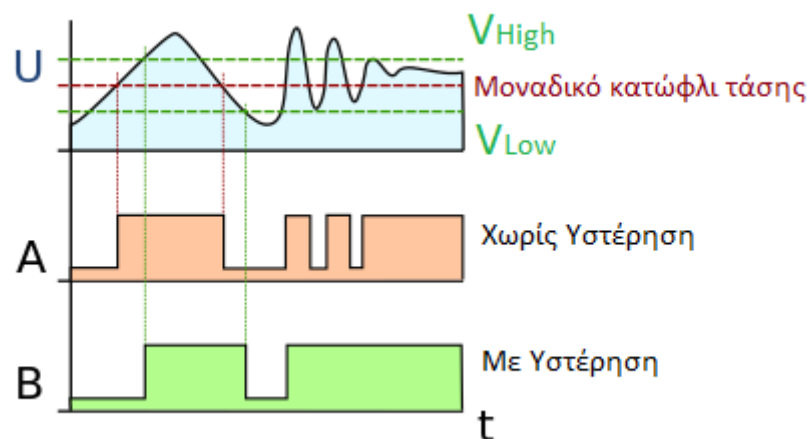 VHigh
U
Μοναδικό κατώφλι τάσης
VLow
A
Χωρίς Υστέρηση
B
Με Υστέρηση
t